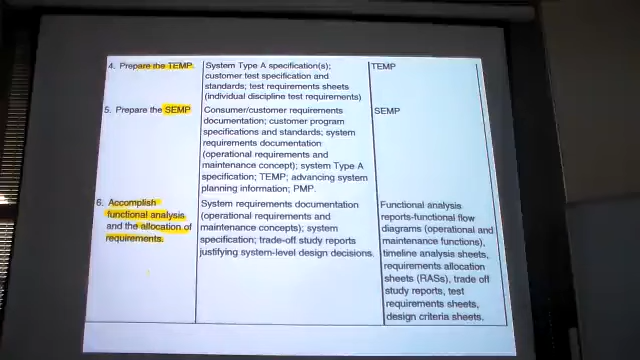 4. Prepare the TEMP
System Type A specification(s);
customer test specification and
standards; test requirements sheets
(individual discipline test requirements)
TEMP
5. Prepare the SEMP
Consumer/customer requirements
documentation; customer program
specifications and standards; system
requirements documentation
(operational requirements and
maintenance concept); system Type A
specification; TEMP; advancing system
planning information; PMP.
SEMP
6. Accomplish
functional analysis
and the allocation of
requirements.
System requirements documentation
(operational requirements and
maintenance concepts); system
specification; trade-off study reports
justifying system-level design decisions.
Functional analysis
reports-functional flow
diagrams (operational and
maintenance functions),
timeline analysis sheets,
requirements allocation
sheets (RASs), trade off
study reports, test
requirements sheets,
design criteria sheets.